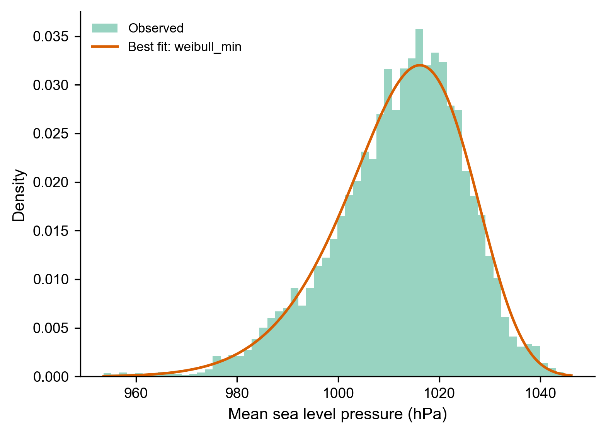 Observed
Best fit: weibull_min
0.035
0.030
0.025
0.020
0.015
0.010
0.005
0.000
Density
960 980 1000 1020 1040
Mean sea level pressure (hPa)